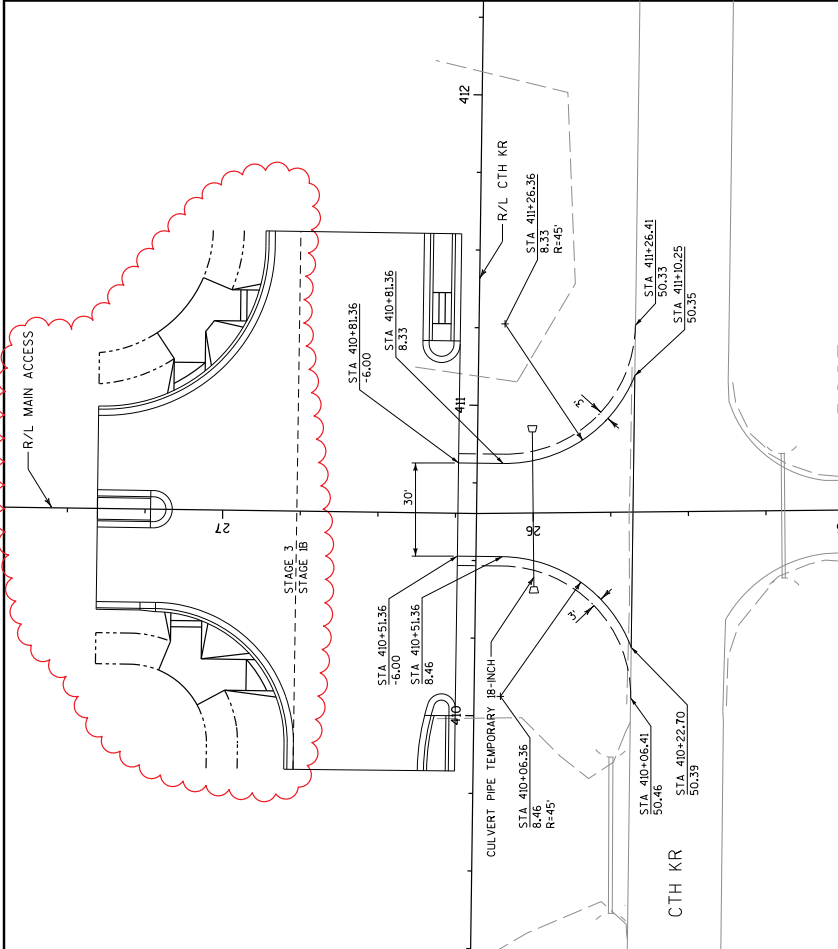 R/L MAIN ACCESS
412
R/L CTH KR
STA 411+26.36
8.33
R=45'
STA 410+81.36
-6.00
STA 410+81.36
8.33
STA 411+26.41
50.33
STA 411+10.25
50.35
411
3'
30'
27
26
STAGE 3
STAGE 1B
STA 410+51.36
-6.00
STA 410+51.36
8.46
3'
CULVERT PIPE TEMPORARY 18-INCH
410
STA 410+06.36
8.46
R=45'
STA 410+06.41
50.46
STA 410+22.70
50.39
CTH KR